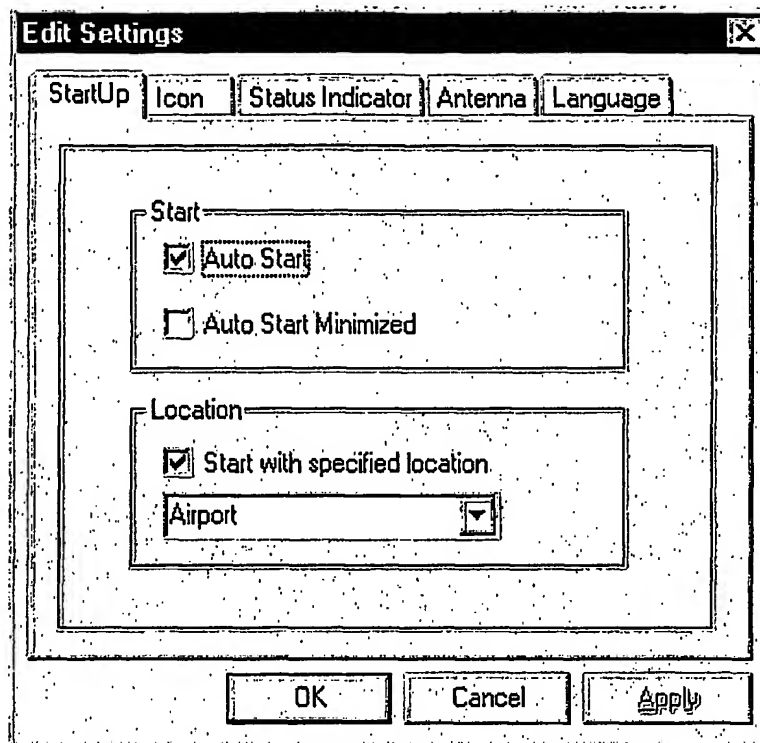 Edit Settings
StartUp Icon Status Indicator Antenna Language
Start
Auto Start
Auto Start Minimized
Location
Start with specified location
Airport
OK Cancel Apply